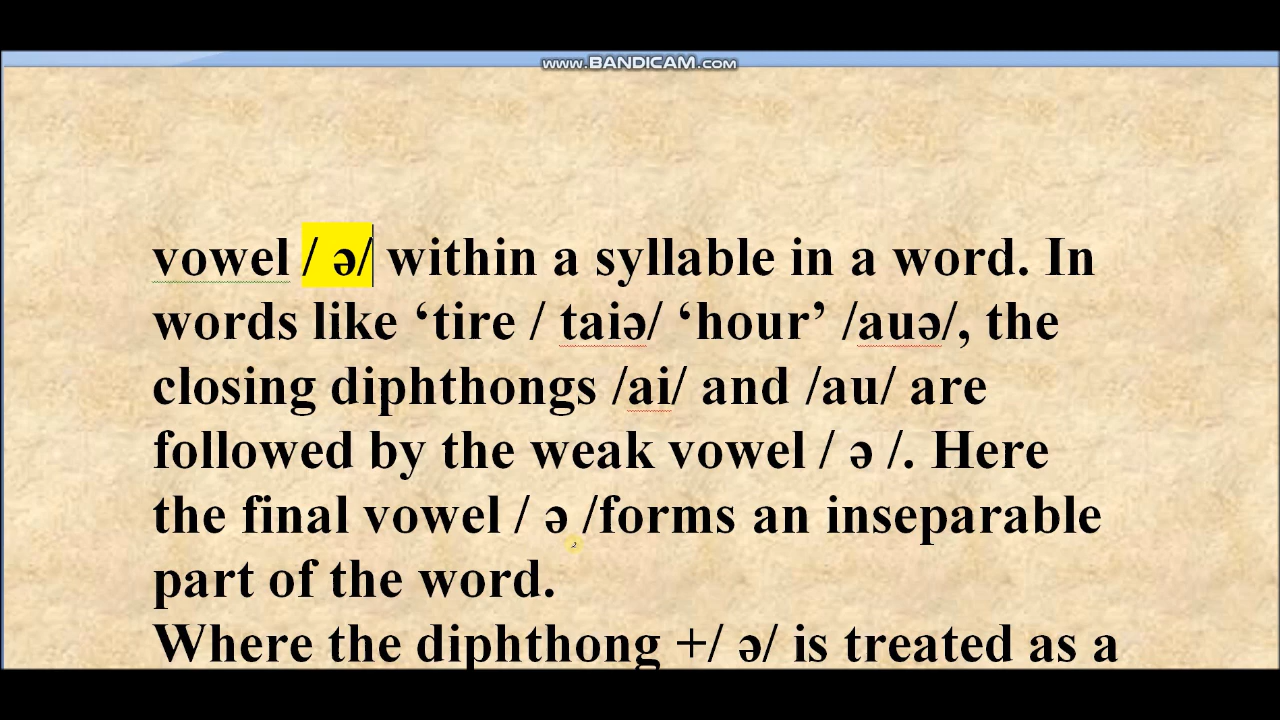 www.BANDICAM.com
vowel / ə/ within a syllable in a word. In
words like ‘tire / taiə/ ‘hour’ /auə/, the
closing diphthongs /ai/ and /au/ are
followed by the weak vowel / ə /. Here
the final vowel / ə /forms an inseparable
part of the word.
Where the diphthong +/ ə/ is treated as a